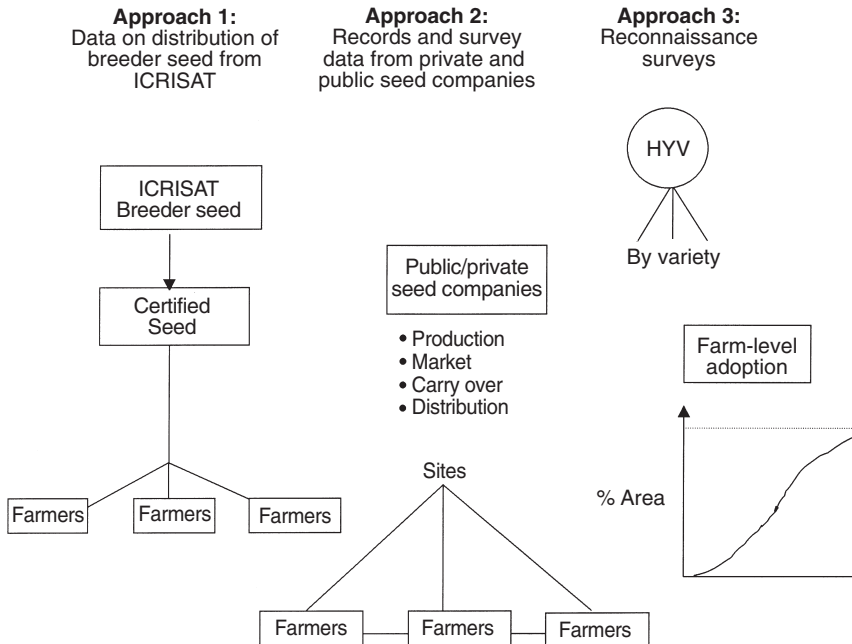 Approach 1:
Data on distribution of
breeder seed from
ICRISAT
ICRISAT
Breeder seed
Certified
Seed
Farmers
Farmers
Farmers
Approach 2:
Records and survey
data from private and
public seed companies
Public/private
seed companies
• Production
• Market
• Carry over
• Distribution
Sites
Farmers
Farmers
Farmers
Approach 3:
Reconnaissance
surveys
HYV
By variety
Farm-level
adoption
% Area